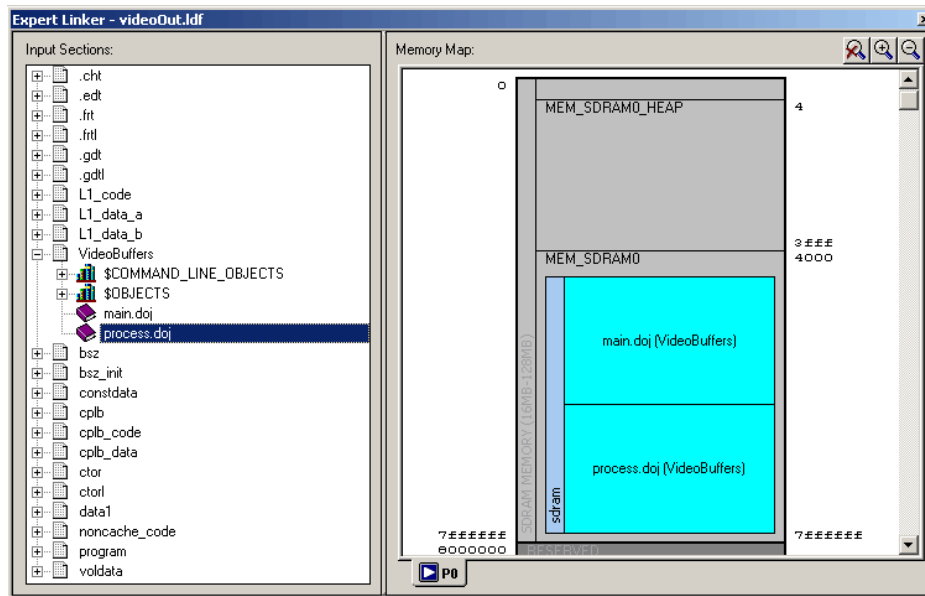 Expert Linker - videoOut.ldf
Input Sections:
.cht
.edt
.frt
.frtl
.gdt
.gdtl
L1_code
L1_data_a
L1_data_b
VideoBuffers
$COMMAND_LINE_OBJECTS
$OBJECTS
main.doj
process.doj
bsz
bsz_init
constdata
cplb
cplb_code
cplb_data
ctor
ctorl
data1
noncache_code
program
voldata
Memory Map:
0
MEM_SDRAM0_HEAP
4
3fff
MEM_SDRAM0
4000
SDRAM MEMORY (16MB-128MB)
sdram
main.doj (VideoBuffers)
process.doj (VideoBuffers)
7ffffff
7ffffff
8000000
RESERVED
P0